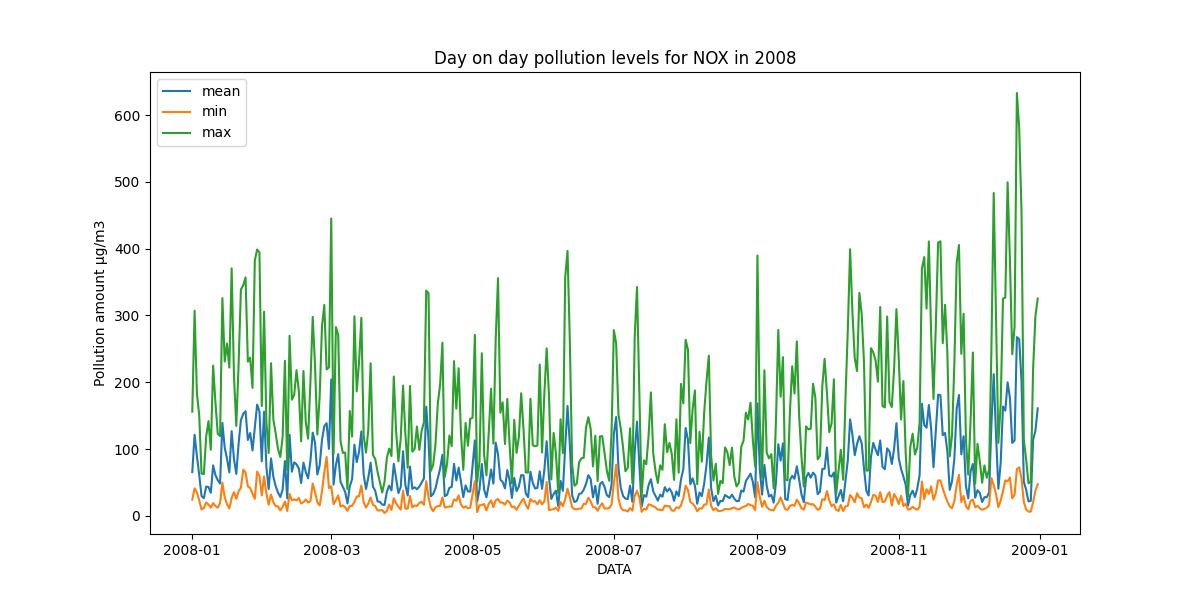 Day on day pollution levels for NOX in 2008
mean
min
max
Pollution amount µg/m3
600
500
400
300
200
100
0
2008-01
2008-03
2008-05
2008-07
2008-09
2008-11
2009-01
DATA